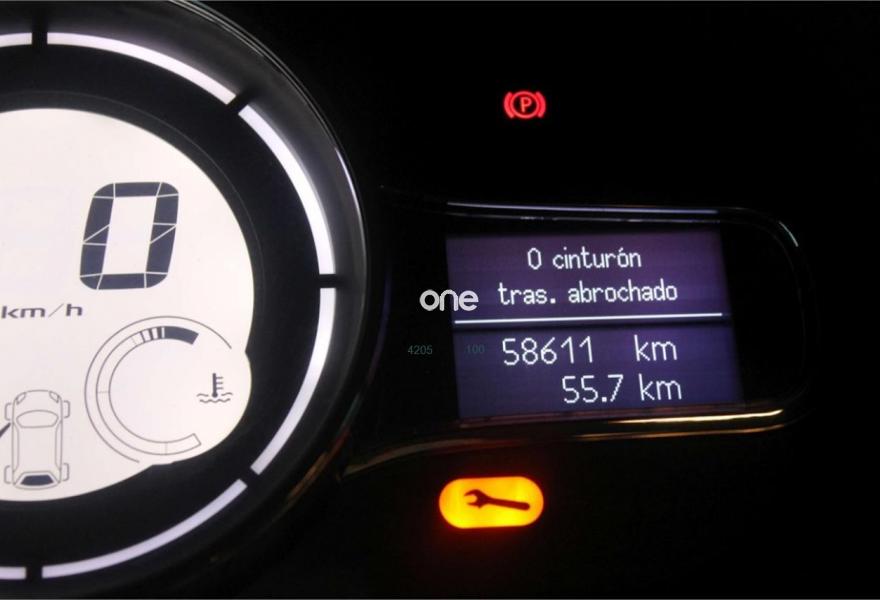 P
0
km/h
0 cinturón
tras. abrochado
one
4205 100
58611 km
55.7 km